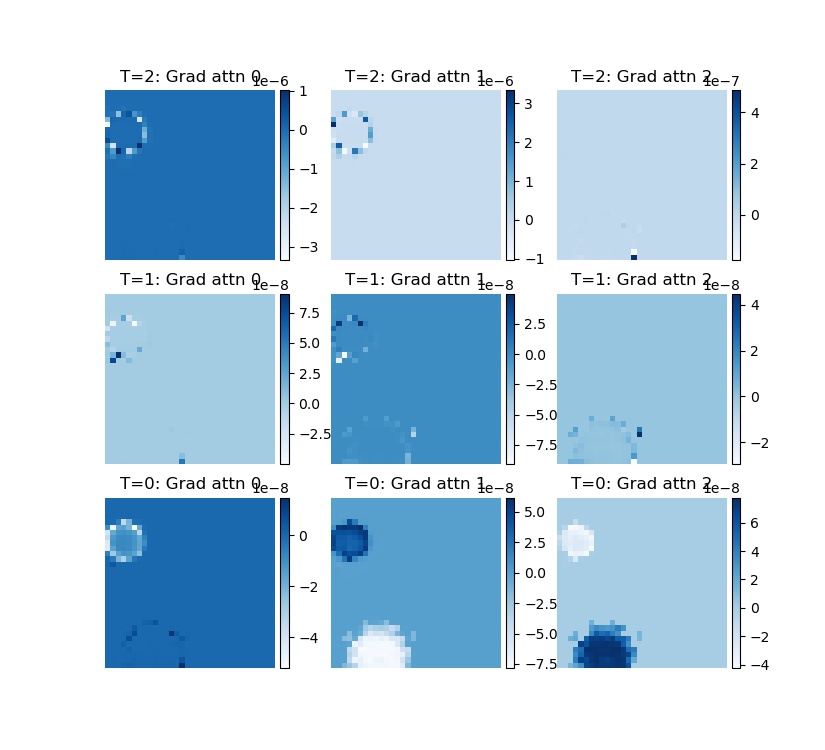 T=2: Grad attn 0
1e−6
T=2: Grad attn 1
1e−6
T=2: Grad attn 2
1e−7
1
0
−1
−2
−3
3
2
1
0
−1
4
2
0
T=1: Grad attn 0
1e−8
T=1: Grad attn 1
1e−8
T=1: Grad attn 2
1e−8
7.5
5.0
2.5
0.0
−2.5
2.5
0.0
−2.5
−5.0
−7.5
4
2
0
−2
T=0: Grad attn 0
1e−8
T=0: Grad attn 1
1e−8
T=0: Grad attn 2
1e−8
0
−2
−4
5.0
2.5
0.0
−2.5
−5.0
−7.5
6
4
2
0
−2
−4